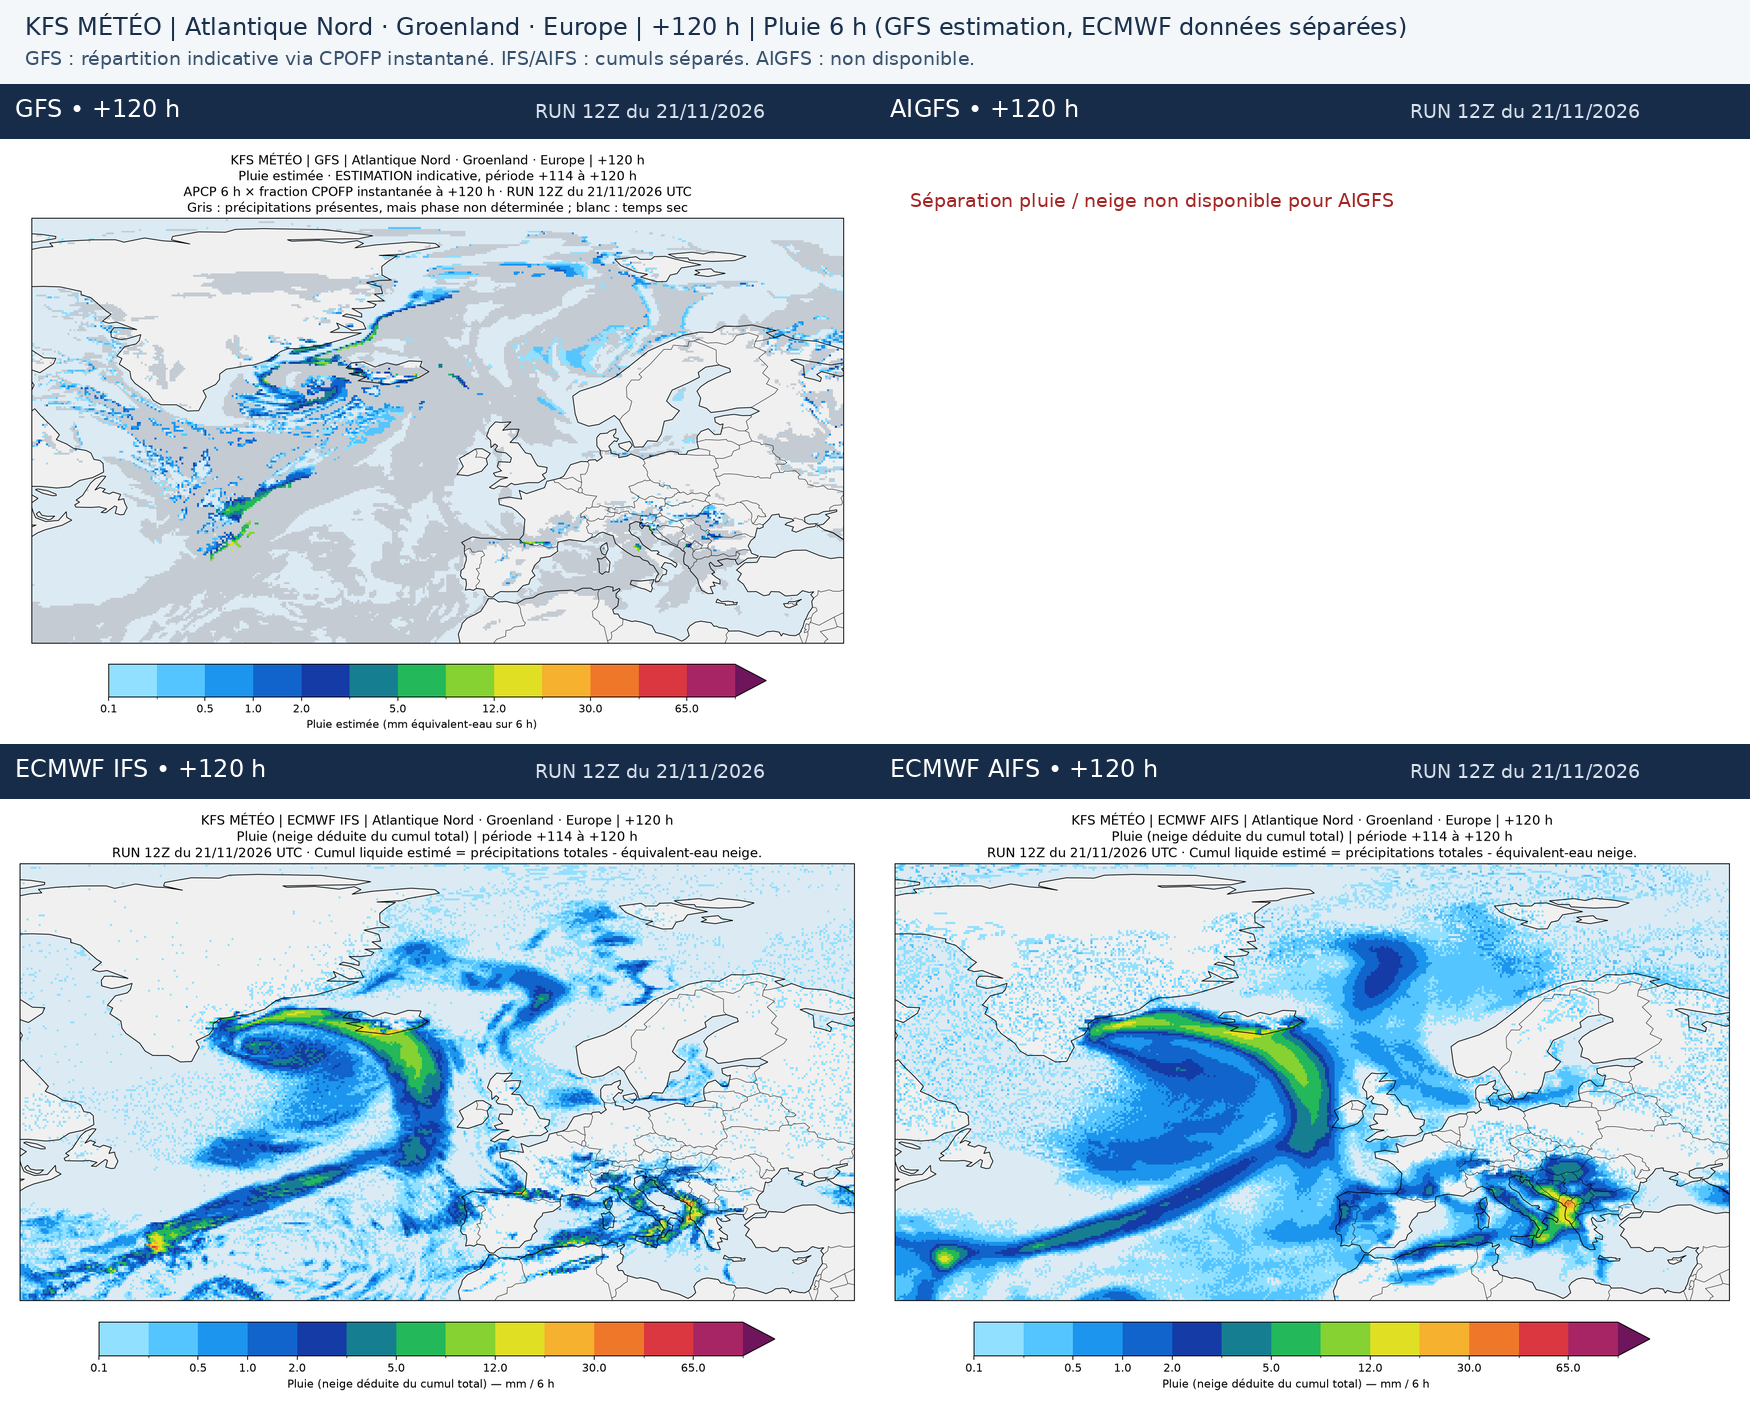 KFS MÉTÉO | Atlantique Nord · Groenland · Europe | +120 h | Pluie 6 h (GFS estimation, ECMWF données séparées)
GFS : répartition indicative via CPOFP instantané. IFS/AIFS : cumuls séparés. AIGFS : non disponible.
GFS • +120 h
RUN 12Z du 21/11/2026
AIGFS • +120 h
RUN 12Z du 21/11/2026
KFS MÉTÉO | GFS | Atlantique Nord · Groenland · Europe | +120 h
Pluie estimée · ESTIMATION indicative, période +114 à +120 h
APCP 6 h × fraction CPOFP instantanée à +120 h · RUN 12Z du 21/11/2026 UTC
Gris : précipitations présentes, mais phase non déterminée ; blanc : temps sec
Séparation pluie / neige non disponible pour AIGFS
0.1 0.5 1.0 2.0 5.0 12.0 30.0 65.0
Pluie estimée (mm équivalent-eau sur 6 h)
ECMWF IFS • +120 h
RUN 12Z du 21/11/2026
ECMWF AIFS • +120 h
RUN 12Z du 21/11/2026
KFS MÉTÉO | ECMWF IFS | Atlantique Nord · Groenland · Europe | +120 h
Pluie (neige déduite du cumul total) | période +114 à +120 h
RUN 12Z du 21/11/2026 UTC · Cumul liquide estimé = précipitations totales - équivalent-eau neige.
0.1 0.5 1.0 2.0 5.0 12.0 30.0 65.0
Pluie (neige déduite du cumul total) — mm / 6 h
KFS MÉTÉO | ECMWF AIFS | Atlantique Nord · Groenland · Europe | +120 h
Pluie (neige déduite du cumul total) | période +114 à +120 h
RUN 12Z du 21/11/2026 UTC · Cumul liquide estimé = précipitations totales - équivalent-eau neige.
0.1 0.5 1.0 2.0 5.0 12.0 30.0 65.0
Pluie (neige déduite du cumul total) — mm / 6 h